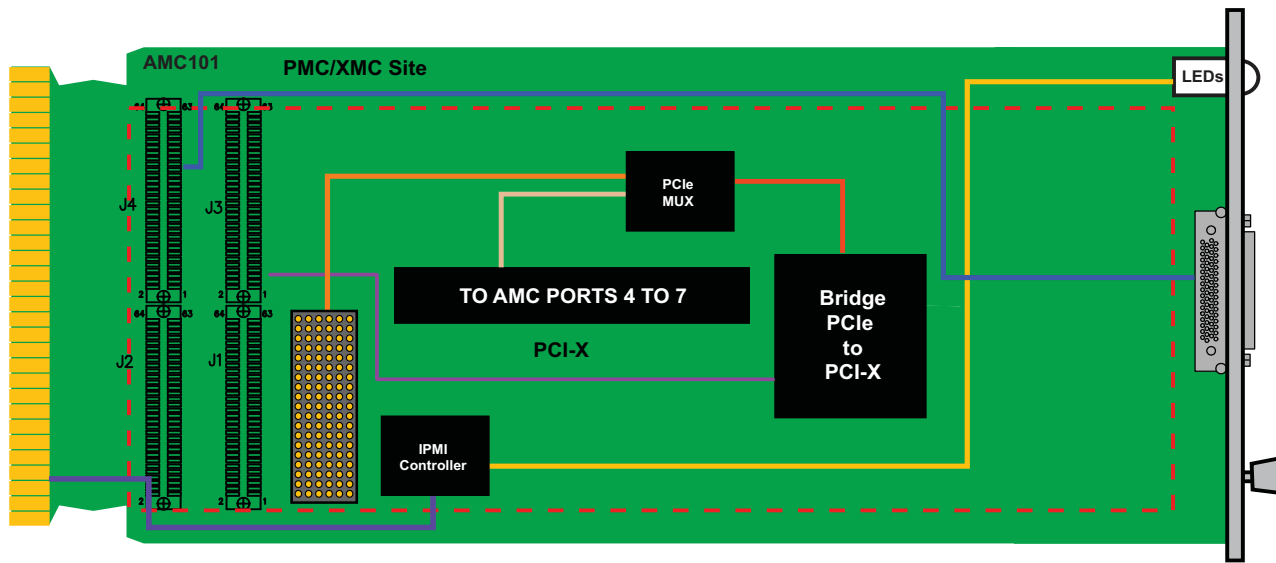 AMC101
PMC/XMC Site
LEDs
64 63
64 63
PCIe
MUX
J4
J3
TO AMC PORTS 4 TO 7
Bridge
PCIe
to
PCI-X
2 1
2 1
64 63
64 63
PCI-X
J2
J1
IPMI
Controller
2
2 1